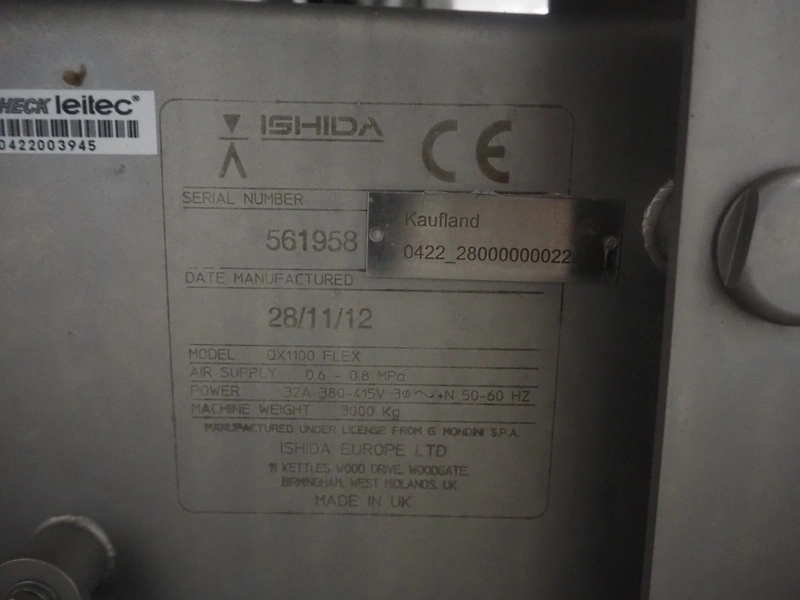 HECK leitec®
0422003945
ISHIDA
CE
SERIAL NUMBER
561958
Kaufland
0422_28000000022
DATE MANUFACTURED
28/11/12
MODEL QX1100 FLEX
AIR SUPPLY 0.6 - 0.8 MPa
POWER 32A 380-415V 3Ø ~ +N 50-60 HZ
MACHINE WEIGHT 3000 Kg
MANUFACTURED UNDER LICENSE FROM G. MONDINI S.P.A.
ISHIDA EUROPE LTD
11 KETTLES WOOD DRIVE, WOODGATE,
BIRMINGHAM, WEST MIDLANDS, UK
MADE IN UK